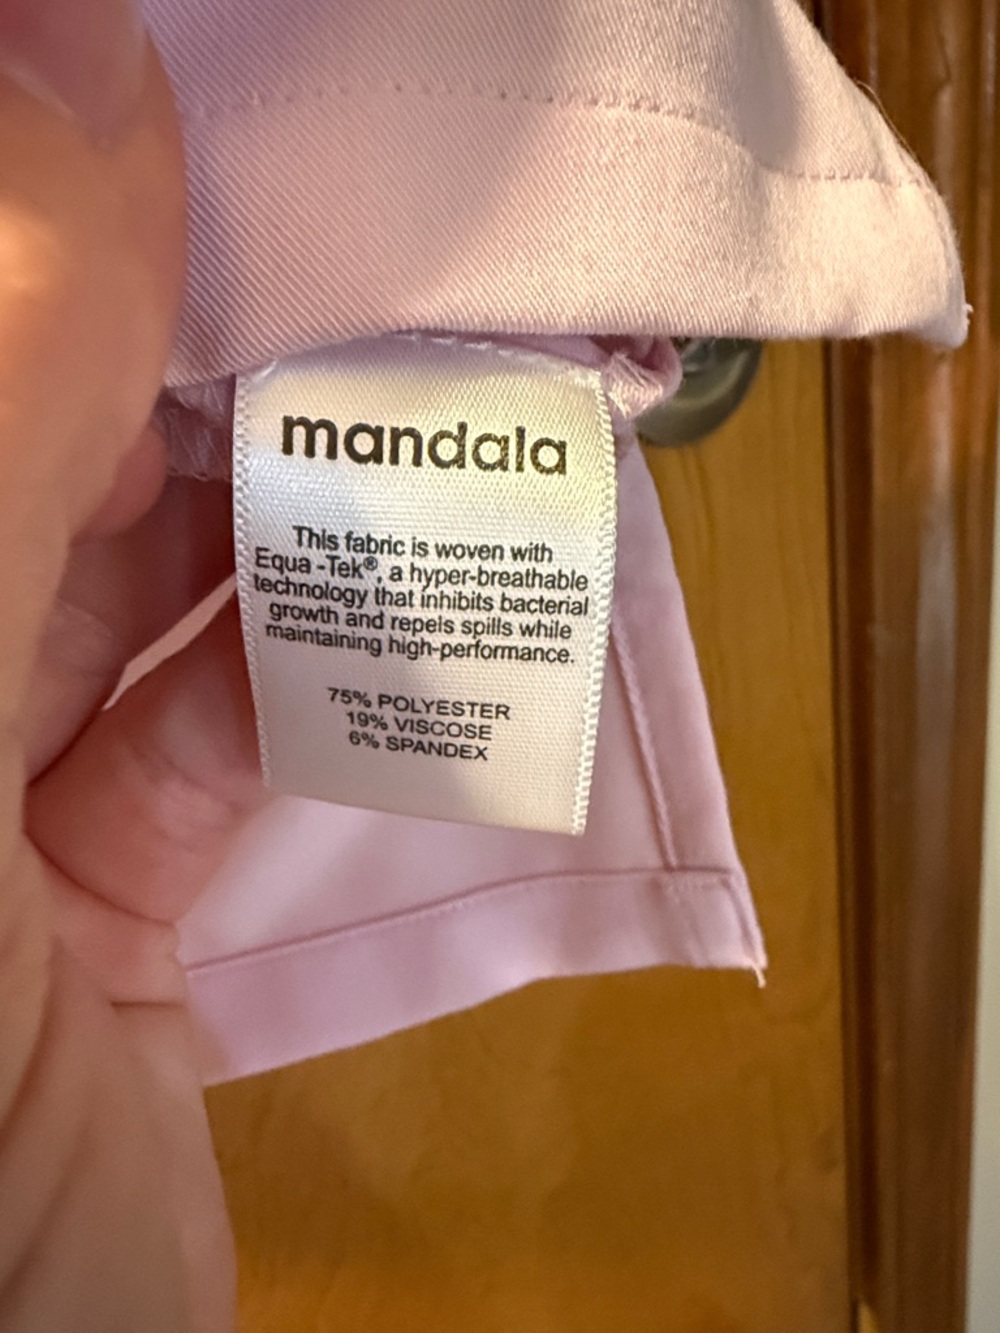 mandala
This fabric is woven with
Equa -Tek®, a hyper-breathable
technology that inhibits bacterial
growth and repels spills while
maintaining high-performance.
75% POLYESTER
19% VISCOSE
6% SPANDEX